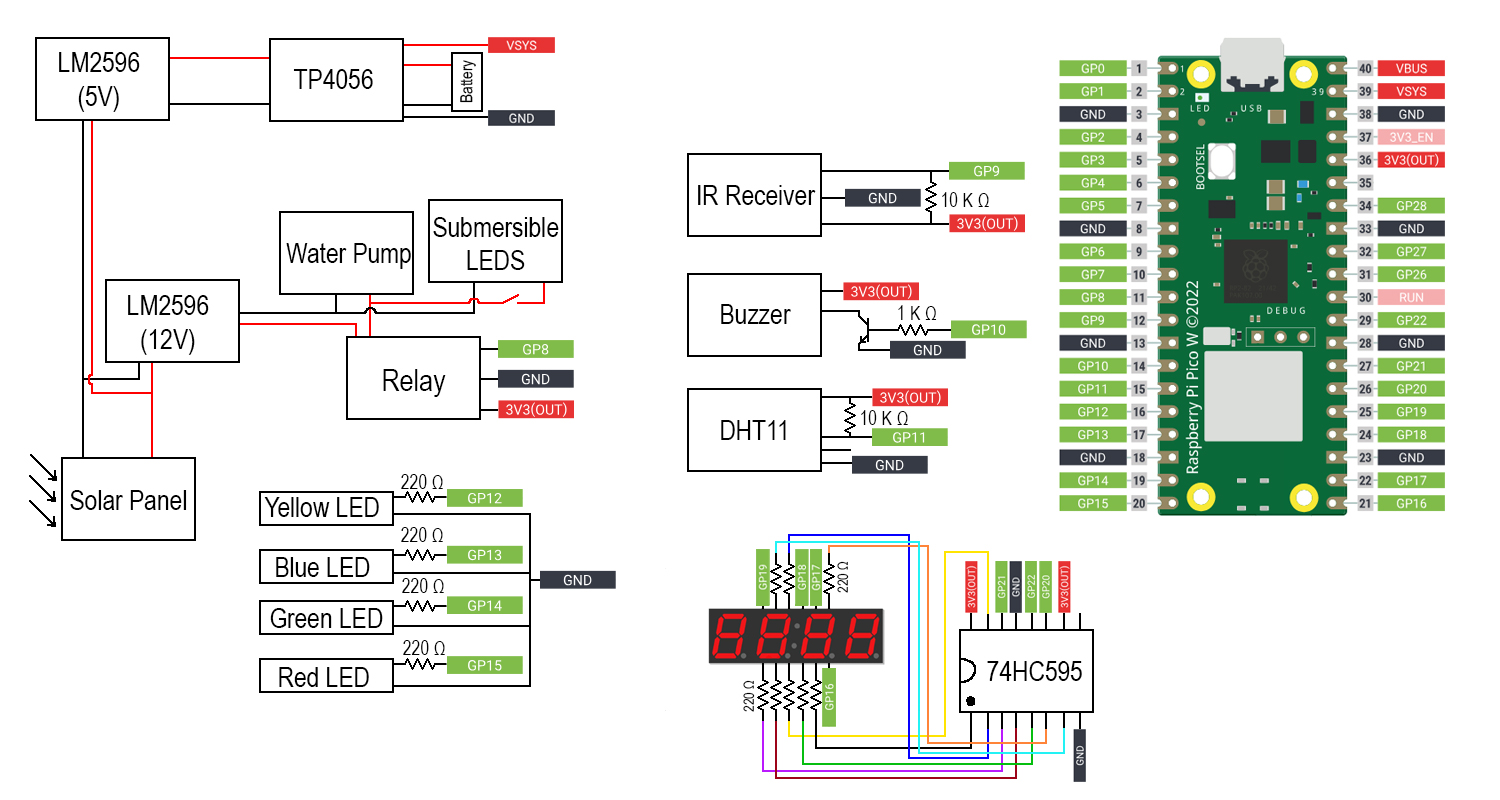 LM2596
(5V)
TP4056
VSYS
Battery
GND
Water Pump
Submersible
LEDS
LM2596
(12V)
Relay
GP8
GND
3V3(OUT)
Solar Panel
Yellow LED
220 Ω
GP12
Blue LED
220 Ω
GP13
GND
Green LED
220 Ω
GP14
Red LED
220 Ω
GP15
IR Receiver
GP9
GND
10 K Ω
3V3(OUT)
Buzzer
3V3(OUT)
1 K Ω
GP10
GND
DHT11
3V3(OUT)
10 K Ω
GP11
GND
GP19
GP18
GP17
220 Ω
8888
220 Ω
GP16
3V3(OUT)
GP21
GND
GP22
GP20
3V3(OUT)
74HC595
GND
GP0 1
GP1 2
GND 3
GP2 4
GP3 5
GP4 6
GP5 7
GND 8
GP6 9
GP7 10
GP8 11
GP9 12
GND 13
GP10 14
GP11 15
GP12 16
GP13 17
GND 18
GP14 19
GP15 20
1
2
LED
USB
39
BOOTSEL
DEBUG
Raspberry Pi Pico W ©2022
40 VBUS
39 VSYS
38 GND
37 3V3_EN
36 3V3(OUT)
35
34 GP28
33 GND
32 GP27
31 GP26
30 RUN
29 GP22
28 GND
27 GP21
26 GP20
25 GP19
24 GP18
23 GND
22 GP17
21 GP16